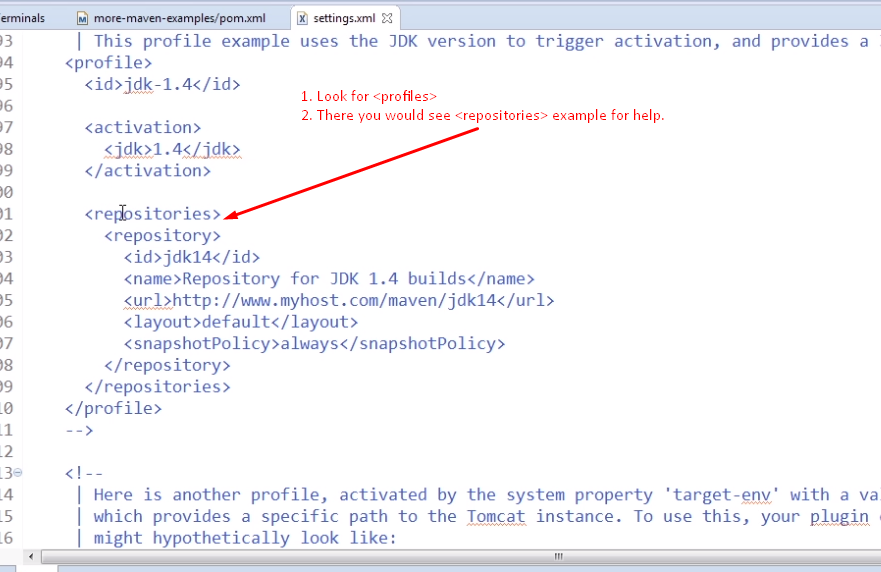 erminals more-maven-examples/pom.xml settings.xml
93 | This profile example uses the JDK version to trigger activation, and provides a
94 <profile>
95 <id>jdk-1.4</id>
96
1. Look for <profiles>
2. There you would see <repositories> example for help.
97 <activation>
98 <jdk>1.4</jdk>
99 </activation>
00
01 <repositories>
02 <repository>
03 <id>jdk14</id>
04 <name>Repository for JDK 1.4 builds</name>
05 <url>http://www.myhost.com/maven/jdk14</url>
06 <layout>default</layout>
07 <snapshotPolicy>always</snapshotPolicy>
08 </repository>
09 </repositories>
10 </profile>
11 -->
12
13 <!--
14 | Here is another profile, activated by the system property 'target-env' with a va
15 | which provides a specific path to the Tomcat instance. To use this, your plugin
16 | might hypothetically look like: